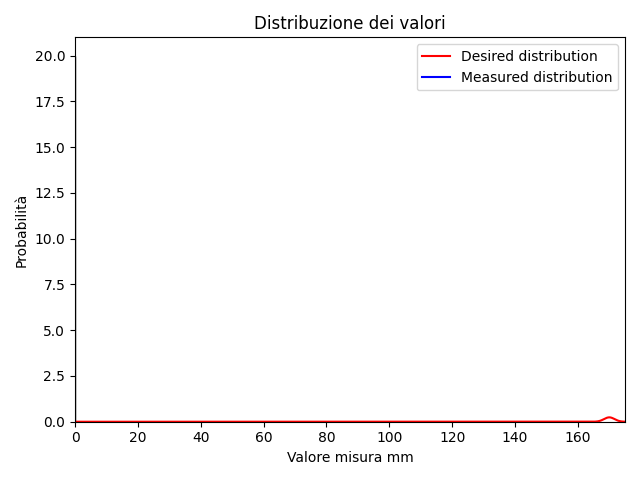 Distribuzione dei valori
Desired distribution
Measured distribution
Probabilità
20.0
17.5
15.0
12.5
10.0
7.5
5.0
2.5
0.0
0 20 40 60 80 100 120 140 160
Valore misura mm